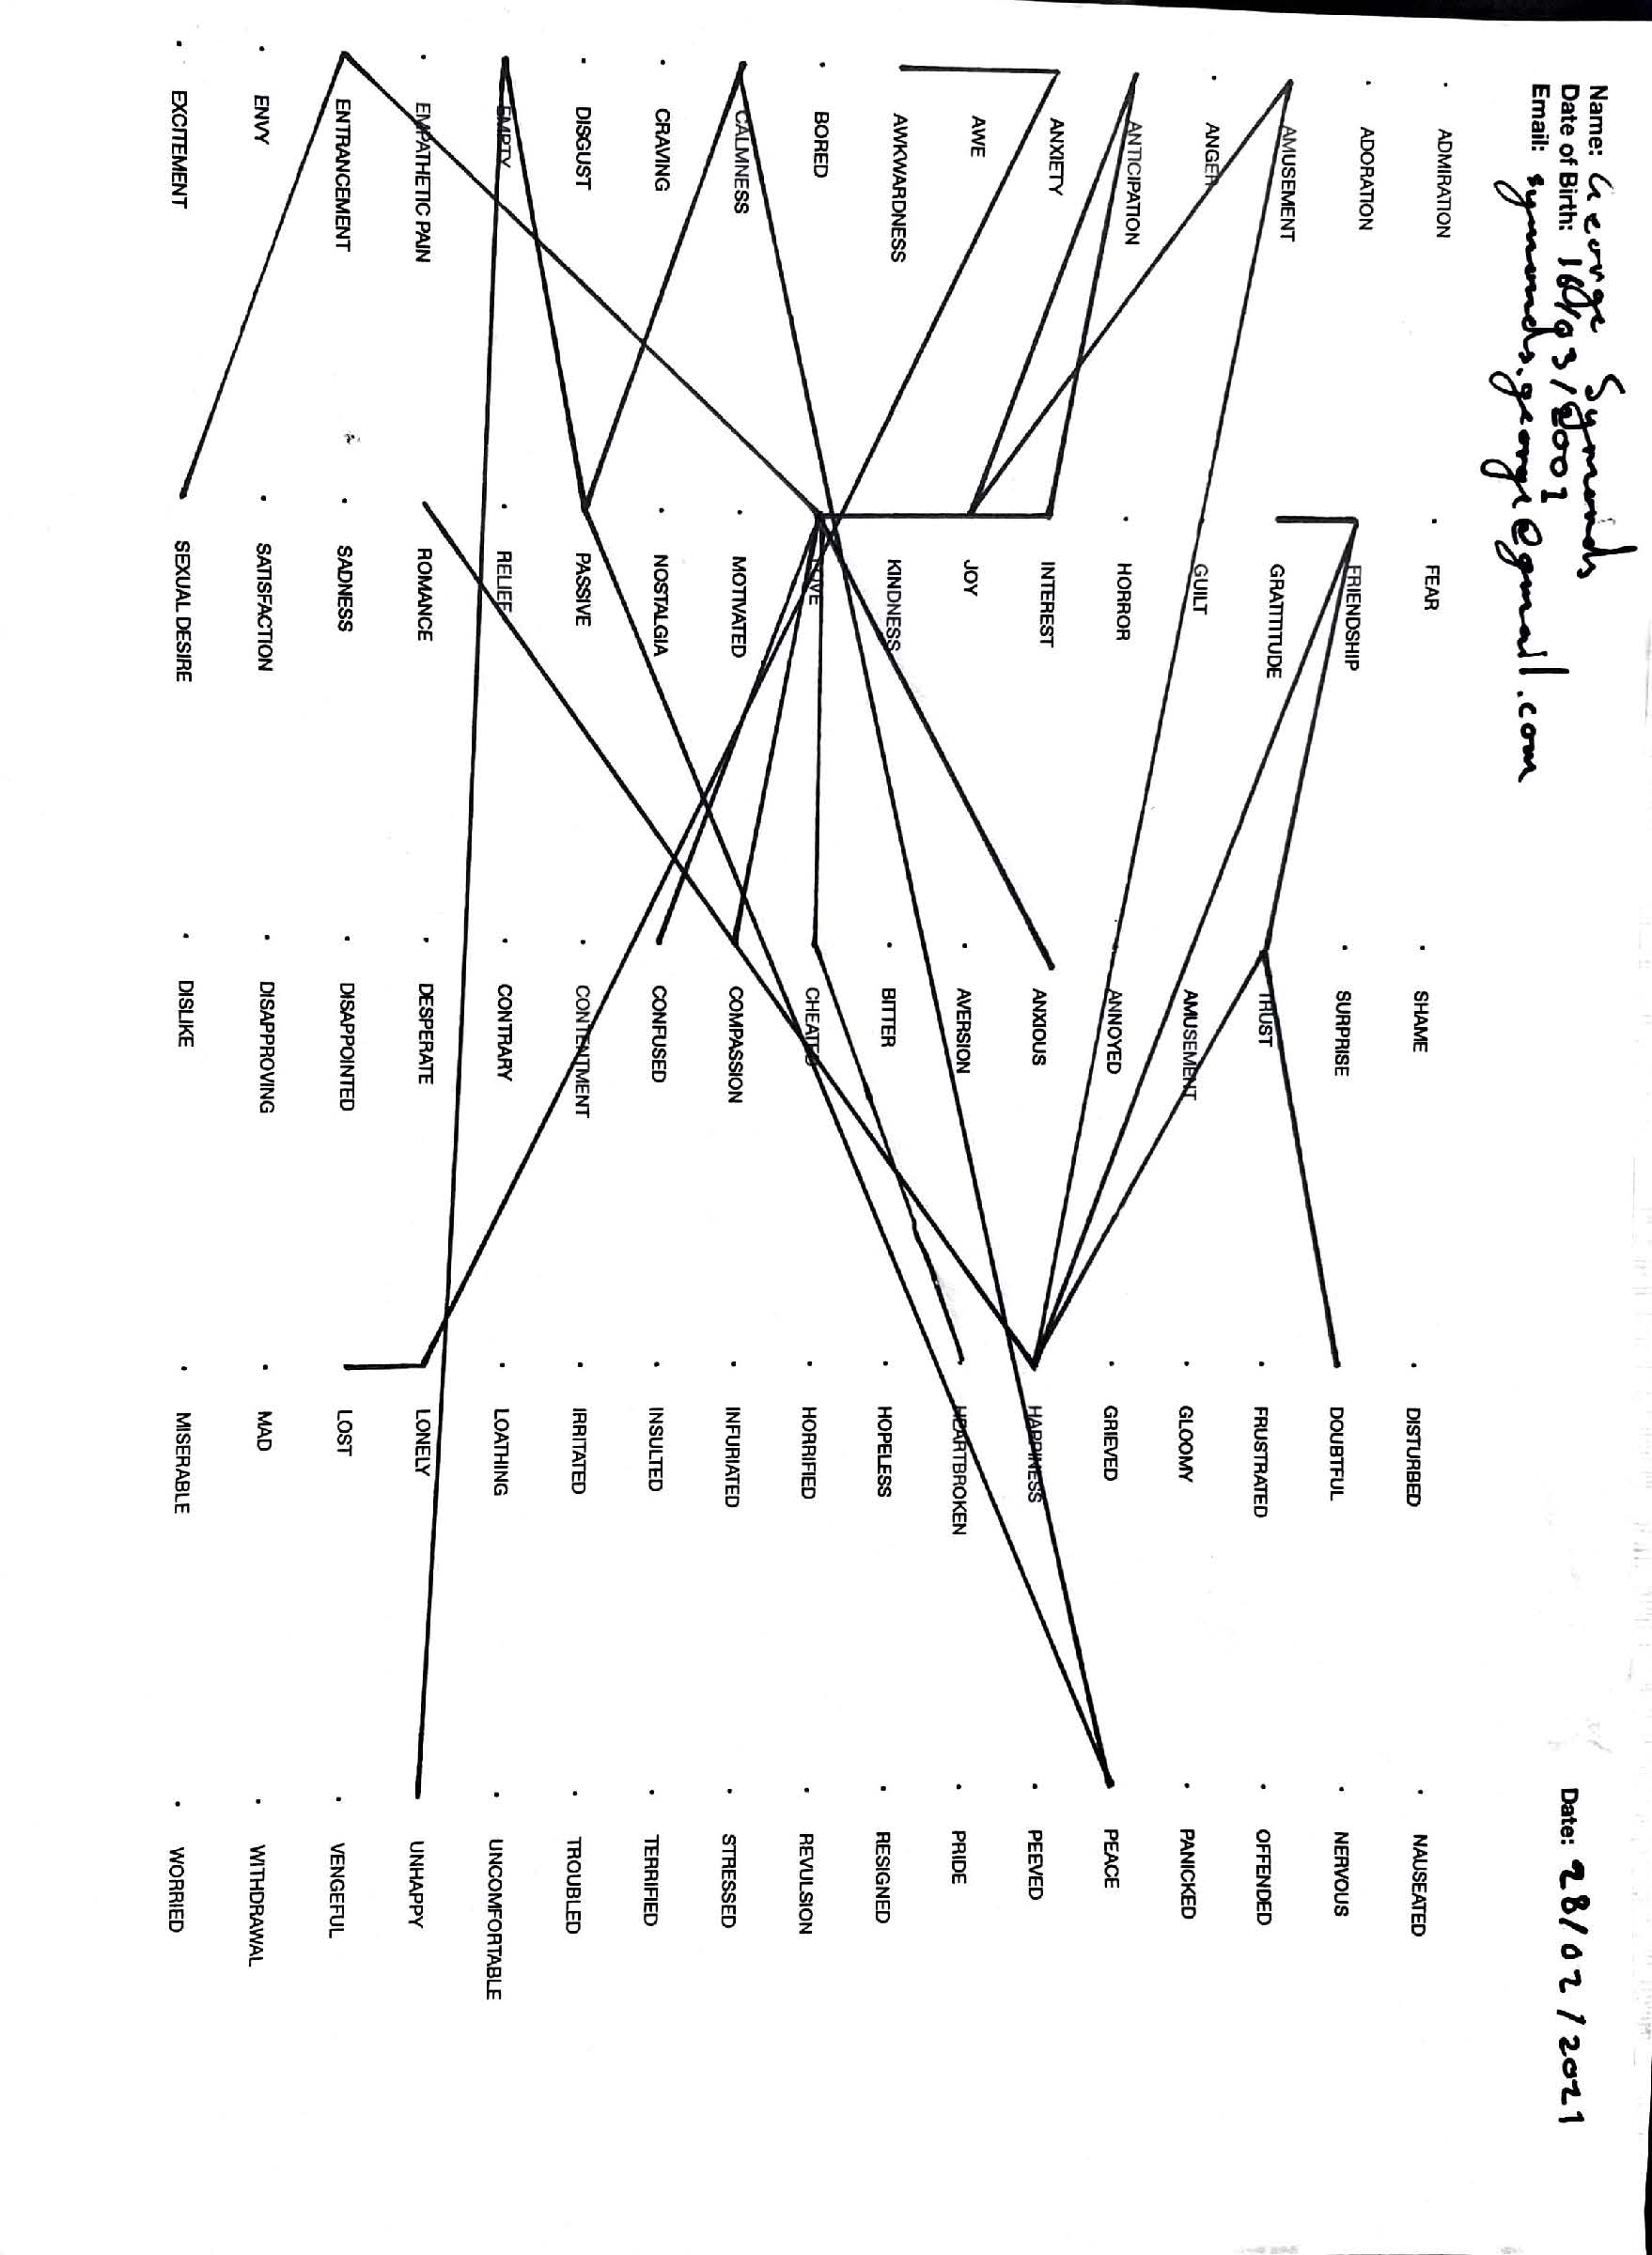 Name: George Symonds
Date of Birth: 16/03/2001
Email: symonds.george@gmail.com
Date: 28/02/2021
ADMIRATION
ADORATION
AMUSEMENT
ANGER
ANTICIPATION
ANXIETY
AWE
AWKWARDNESS
BORED
CALMNESS
CRAVING
DISGUST
EMPTY
EMPATHETIC PAIN
ENTRANCEMENT
ENVY
EXCITEMENT
FEAR
FRIENDSHIP
GRATTITUDE
GUILT
HORROR
INTEREST
JOY
KINDNESS
LOVE
MOTIVATED
NOSTALGIA
PASSIVE
RELIEF
ROMANCE
SADNESS
SATISFACTION
SEXUAL DESIRE
SHAME
SURPRISE
TRUST
AMUSEMENT
ANNOYED
ANXIOUS
AVERSION
BITTER
CHEATED
COMPASSION
CONFUSED
CONTENTMENT
CONTRARY
DESPERATE
DISAPPOINTED
DISAPPROVING
DISLIKE
DISTURBED
DOUBTFUL
FRUSTRATED
GLOOMY
GRIEVED
HAPPINESS
HEARTBROKEN
HOPELESS
HORRIFIED
INFURIATED
INSULTED
IRRITATED
LOATHING
LONELY
LOST
MAD
MISERABLE
NAUSEATED
NERVOUS
OFFENDED
PANICKED
PEACE
PEEVED
PRIDE
RESIGNED
REVULSION
STRESSED
TERRIFIED
TROUBLED
UNCOMFORTABLE
UNHAPPY
VENGEFUL
WITHDRAWAL
WORRIED